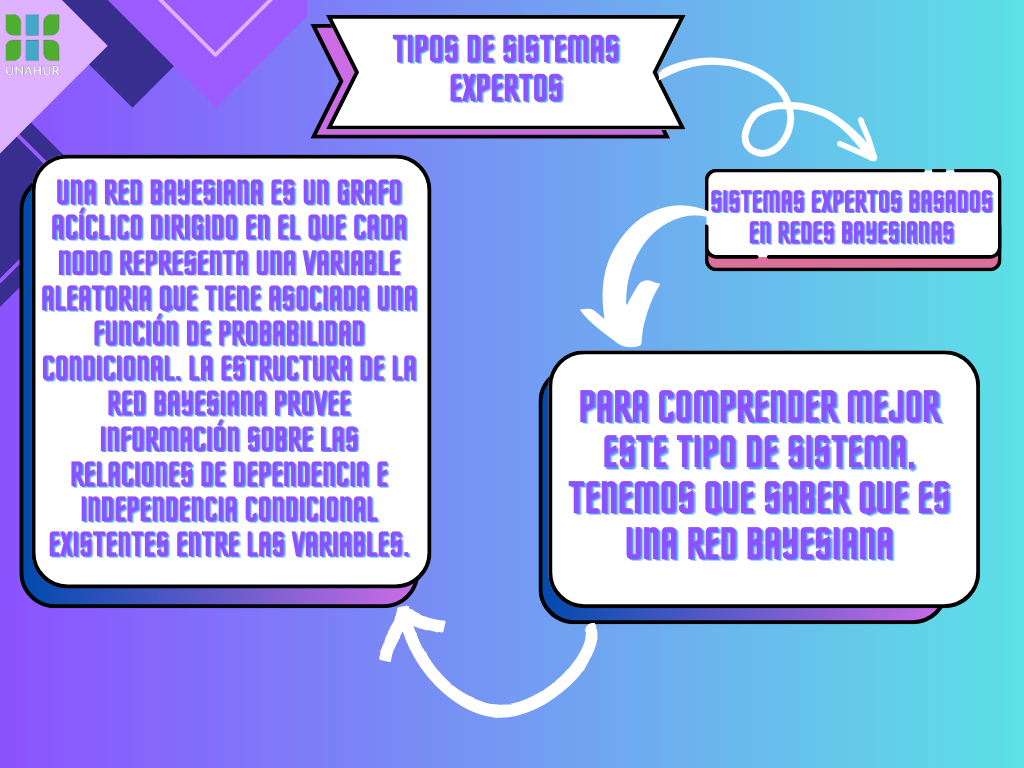 UNAHUR
TIPOS DE SISTEMAS
EXPERTOS
SISTEMAS EXPERTOS BASADOS
EN REDES BAYESIANAS
PARA COMPRENDER MEJOR
ESTE TIPO DE SISTEMA,
TENEMOS QUE SABER QUE ES
UNA RED BAYESIANA
UNA RED BAYESIANA ES UN GRAFO
ACÍCLICO DIRIGIDO EN EL QUE CADA
NODO REPRESENTA UNA VARIABLE
ALEATORIA QUE TIENE ASOCIADA UNA
FUNCIÓN DE PROBABILIDAD
CONDICIONAL. LA ESTRUCTURA DE LA
RED BAYESIANA PROVEE
INFORMACIÓN SOBRE LAS
RELACIONES DE DEPENDENCIA E
INDEPENDENCIA CONDICIONAL
EXISTENTES ENTRE LAS VARIABLES.